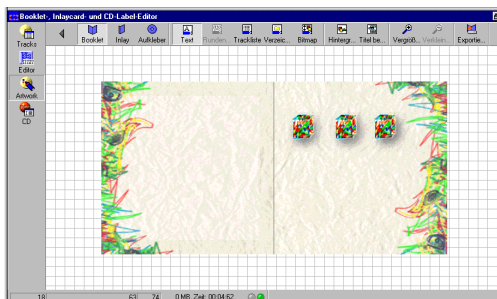 Booklet-, Inlaycard- und CD-Label-Editor
Tracks
Booklet Inlay Aufkleber Text Runden... Trackliste Verzeic... Bitmap Hintergr... Titel be... Vergröß... Verklein... Exportie...
Editor
Artwork
CD
18 63 74 0 MB Zeit: 00:04:62